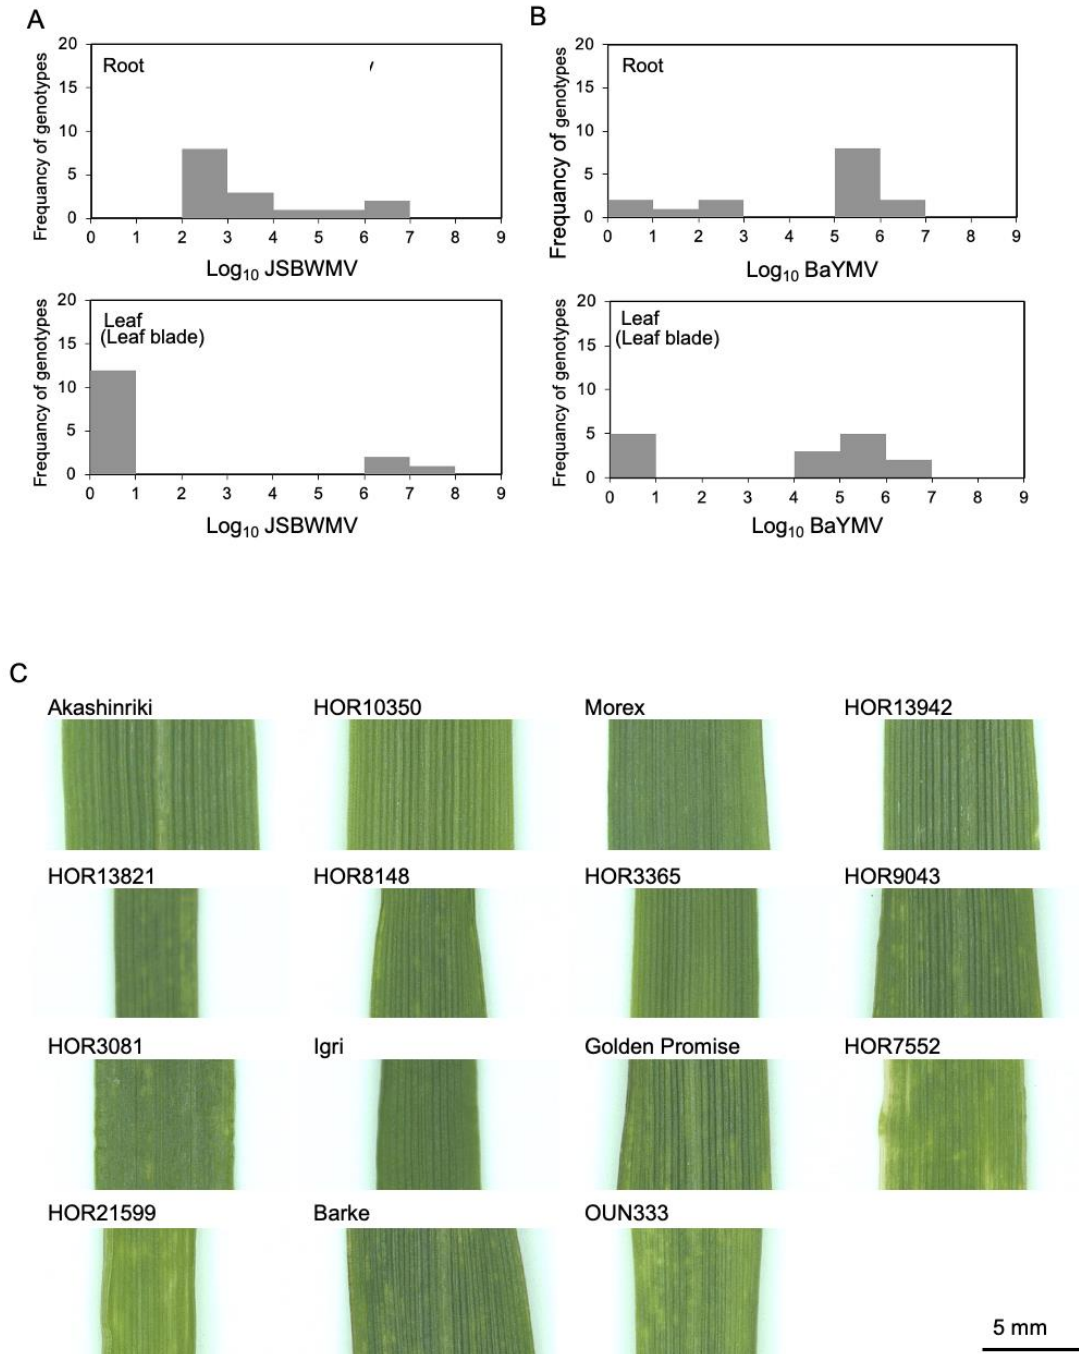 A
B
Frequancy of genotypes
20
15
10
5
0
Root
0 1 2 3 4 5 6 7 8 9
Log₁₀ JSBWMV
Frequancy of genotypes
20
15
10
5
0
Root
0 1 2 3 4 5 6 7 8 9
Log₁₀ BaYMV
Frequancy of genotypes
20
15
10
5
0
Leaf
(Leaf blade)
0 1 2 3 4 5 6 7 8 9
Log₁₀ JSBWMV
Frequancy of genotypes
20
15
10
5
0
Leaf
(Leaf blade)
0 1 2 3 4 5 6 7 8 9
Log₁₀ BaYMV
C
Akashinriki HOR10350 Morex HOR13942
HOR13821 HOR8148 HOR3365 HOR9043
HOR3081 Igri Golden Promise HOR7552
HOR21599 Barke OUN333
5 mm